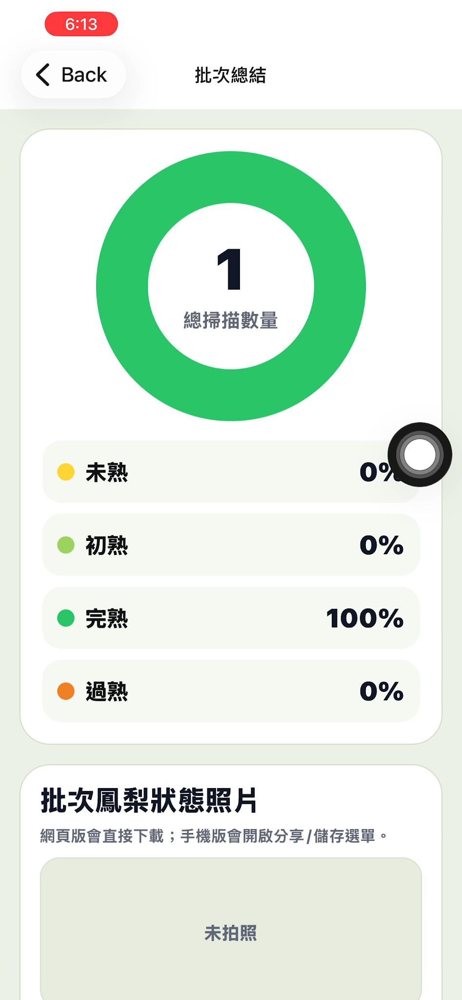 6:13
Back
批次總結
1
總掃描數量
未熟 0%
初熟 0%
完熟 100%
過熟 0%
批次鳳梨狀態照片
網頁版會直接下載；手機版會開啟分享/儲存選單。
未拍照